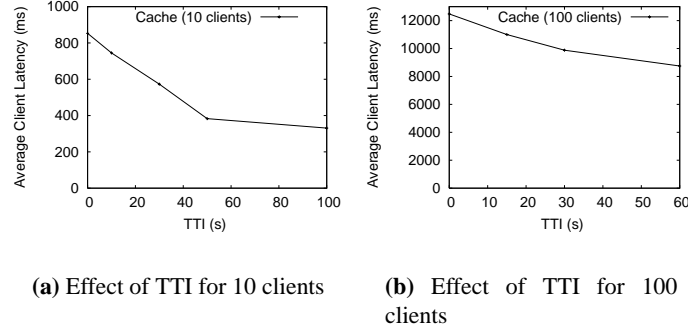 Average Client Latency (ms)
1000
800
600
400
200
0
Cache (10 clients)
0 20 40 60 80 100
TTI (s)
Average Client Latency (ms)
12000
10000
8000
6000
4000
2000
0
Cache (100 clients)
0 10 20 30 40 50 60
TTI (s)
(a) Effect of TTI for 10 clients
(b) Effect of TTI for 100
clients